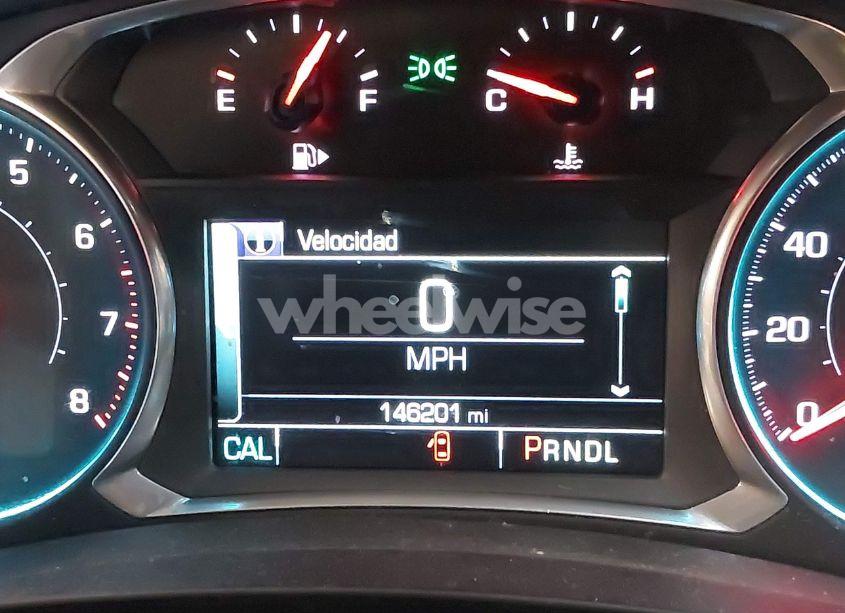 E F
C H
5
6
7
8
Velocidad
0
MPH
146201 mi
CAL
PRNDL
40
20
0
wheelwise